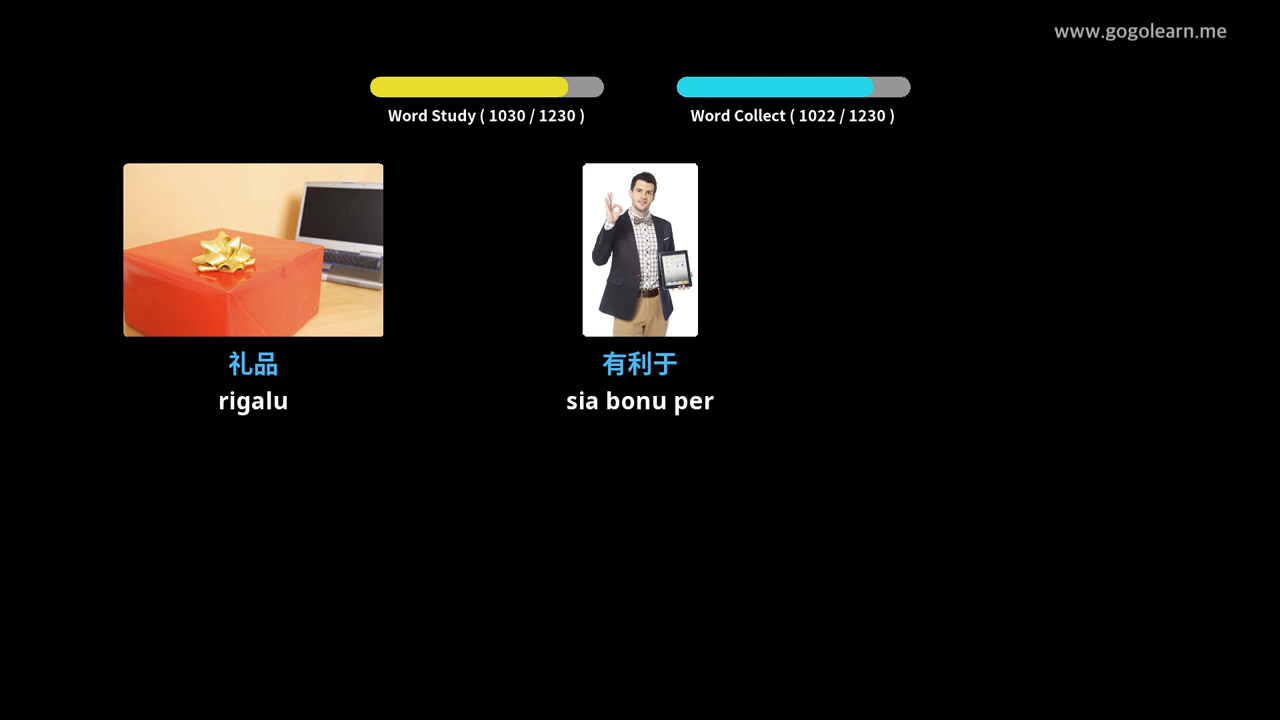 www.gogolearn.me
Word Study ( 1030 / 1230 )
Word Collect ( 1022 / 1230 )
礼品
rigalu
有利于
sia bonu per